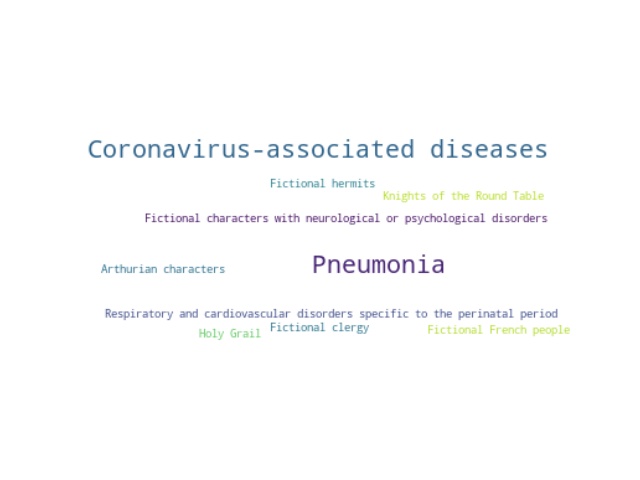 Coronavirus-associated diseases
Fictional hermits
Knights of the Round Table
Fictional characters with neurological or psychological disorders
Pneumonia
Arthurian characters
Respiratory and cardiovascular disorders specific to the perinatal period
Fictional clergy
Fictional French people
Holy Grail